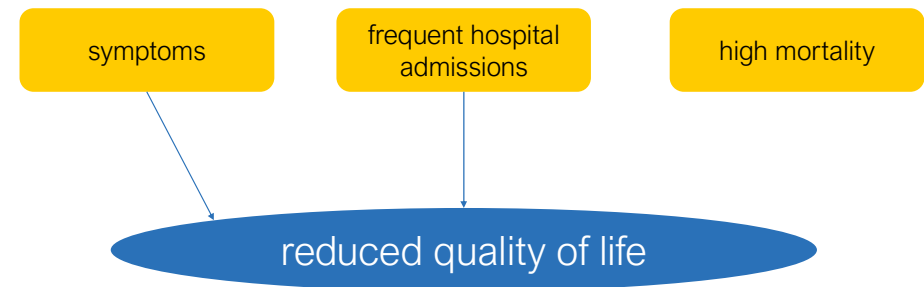 symptoms
frequent hospital
admissions
high mortality
reduced quality of life